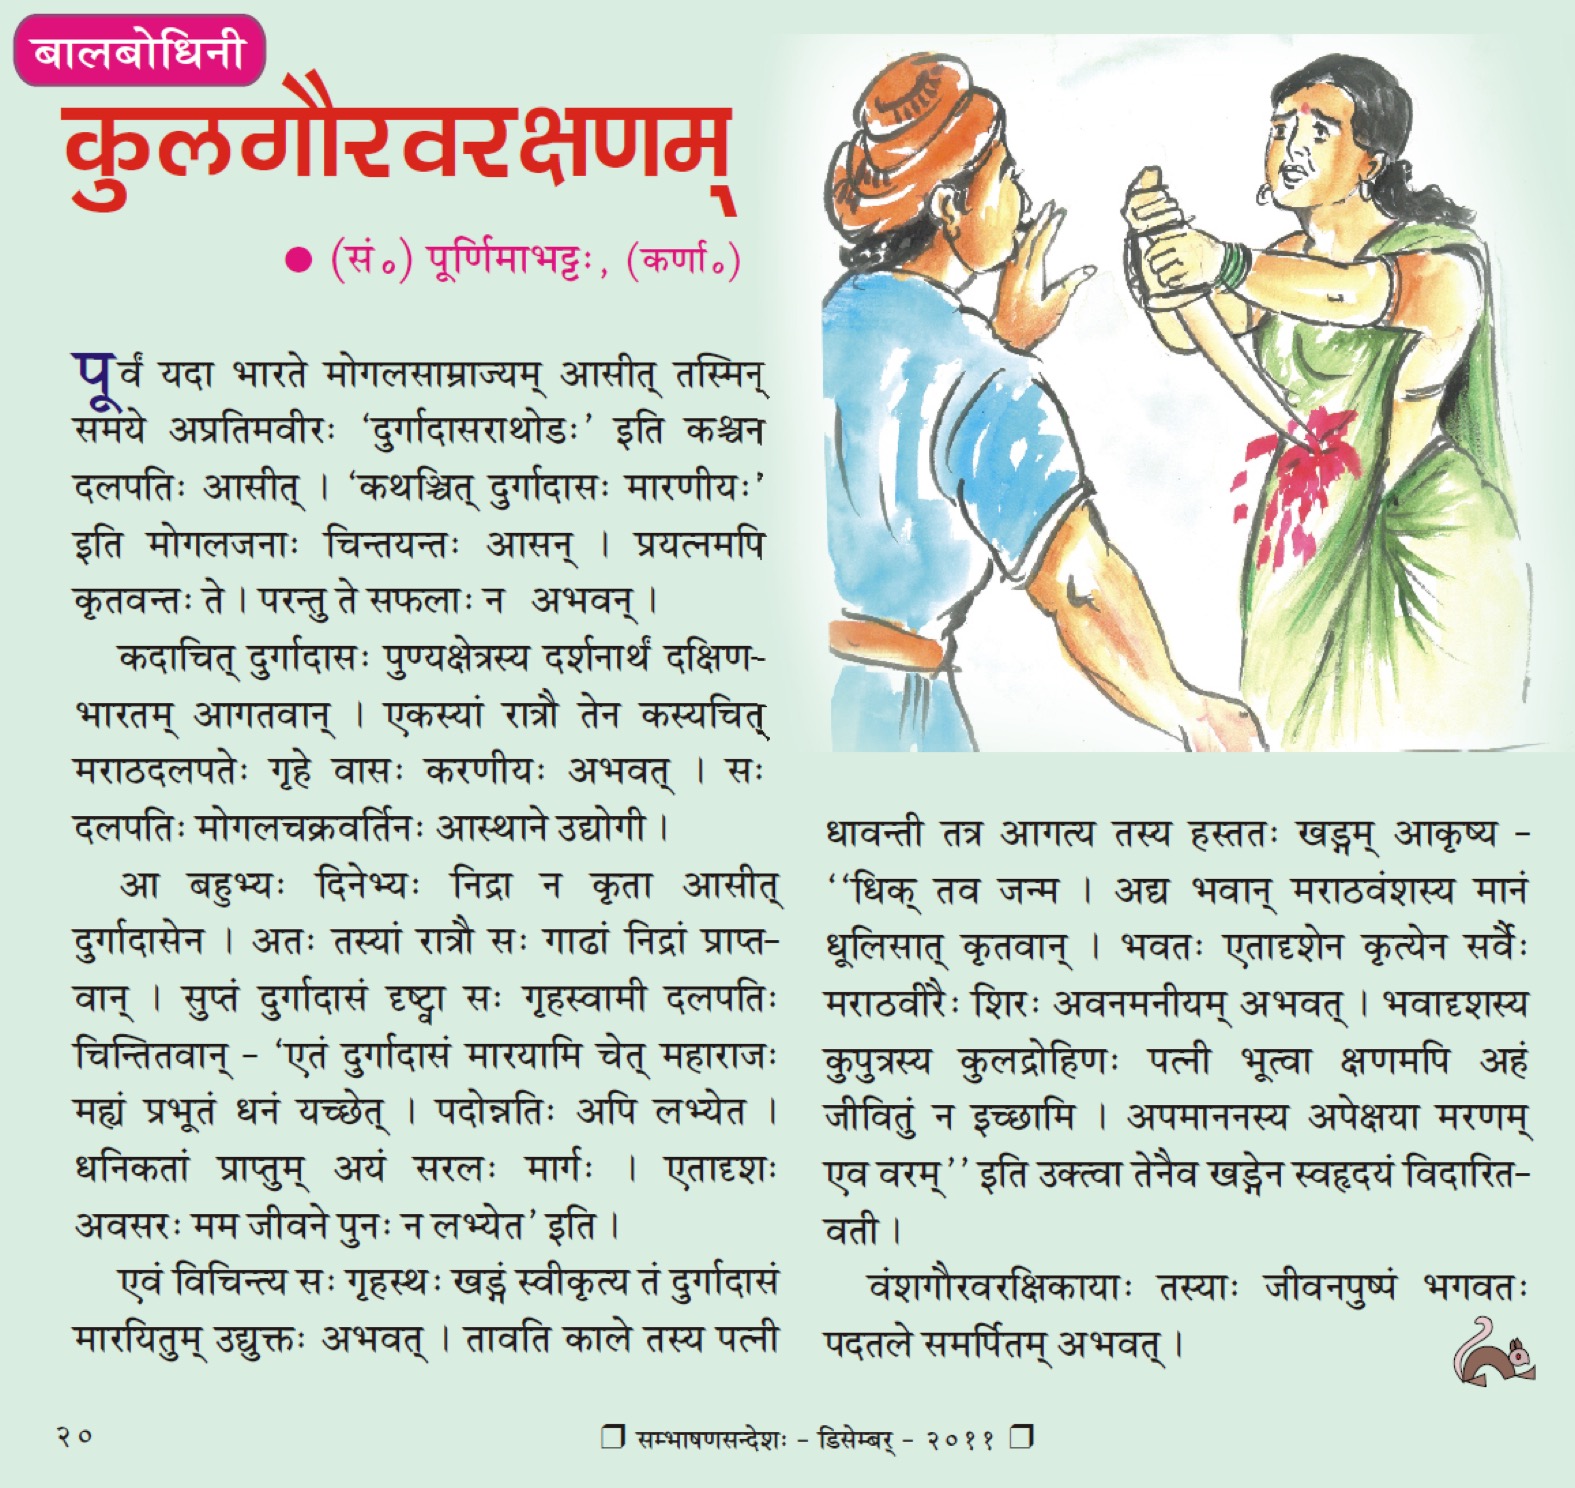 बालबोधिनी
कुलगौरवरक्षणम्
● (सं॰) पूर्णिमाभट्टः, (कर्णा॰)
पूर्वं यदा भारते मोगलसाम्राज्यम् आसीत् तस्मिन्
समये अप्रतिमवीरः ‘दुर्गादासराथोडः’ इति कश्चन
दलपतिः आसीत् । ‘कथञ्चित् दुर्गादासः मारणीयः’
इति मोगलजनाः चिन्तयन्तः आसन् । प्रयत्नमपि
कृतवन्तः ते । परन्तु ते सफलाः न अभवन् ।
कदाचित् दुर्गादासः पुण्यक्षेत्रस्य दर्शनार्थं दक्षिण-
भारतम् आगतवान् । एकस्यां रात्रौ तेन कस्यचित्
मराठदलपतेः गृहे वासः करणीयः अभवत् । सः
दलपतिः मोगलचक्रवर्तिनः आस्थाने उद्योगी ।
आ बहुभ्यः दिनेभ्यः निद्रा न कृता आसीत्
दुर्गादासेन । अतः तस्यां रात्रौ सः गाढां निद्रां प्राप्त-
वान् । सुप्तं दुर्गादासं दृष्ट्वा सः गृहस्वामी दलपतिः
चिन्तितवान् - ‘एतं दुर्गादासं मारयामि चेत् महाराजः
मह्यं प्रभूतं धनं यच्छेत् । पदोन्नतिः अपि लभ्येत ।
धनिकतां प्राप्तुम् अयं सरलः मार्गः । एतादृशः
अवसरः मम जीवने पुनः न लभ्येत’ इति ।
एवं विचिन्त्य सः गृहस्थः खड्गं स्वीकृत्य तं दुर्गादासं
मारयितुम् उद्युक्तः अभवत् । तावति काले तस्य पत्नी
धावन्ती तत्र आगत्य तस्य हस्ततः खड्गम् आकृष्य -
‘‘धिक् तव जन्म । अद्य भवान् मराठवंशस्य मानं
धूलिसात् कृतवान् । भवतः एतादृशेन कृत्येन सर्वैः
मराठवीरैः शिरः अवनमनीयम् अभवत् । भवादृशस्य
कुपुत्रस्य कुलद्रोहिणः पत्नी भूत्वा क्षणमपि अहं
जीवितुं न इच्छामि । अपमाननस्य अपेक्षया मरणम्
एव वरम्’’ इति उक्त्वा तेनैव खड्गेन स्वहृदयं विदारित-
वती ।
वंशगौरवरक्षिकायाः तस्याः जीवनपुष्पं भगवतः
पदतले समर्पितम् अभवत् ।
२० ❐ सम्भाषणसन्देशः - डिसेम्बर् - २०११ ❐